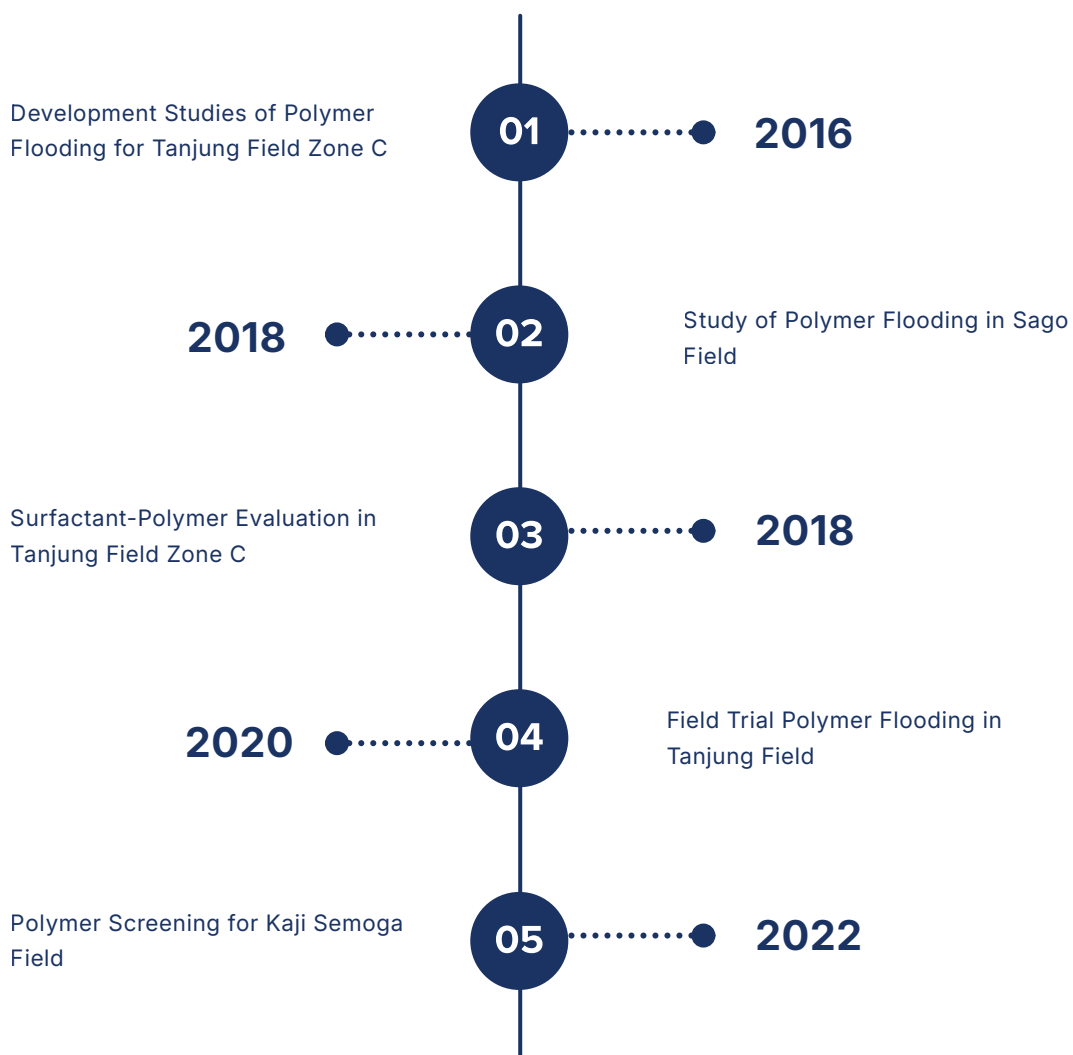 Development Studies of Polymer
Flooding for Tanjung Field Zone C
01
2016
2018
02
Study of Polymer Flooding in Sago
Field
Surfactant-Polymer Evaluation in
Tanjung Field Zone C
03
2018
2020
04
Field Trial Polymer Flooding in
Tanjung Field
Polymer Screening for Kaji Semoga
Field
05
2022